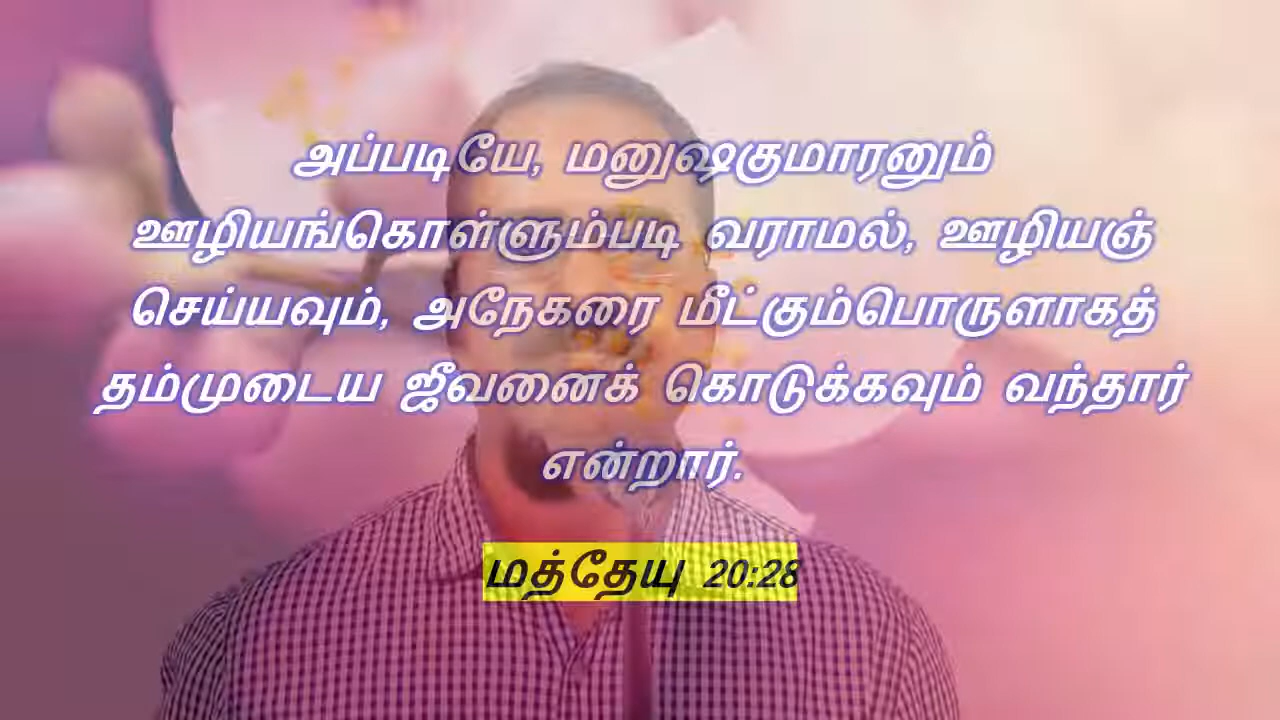 அப்படியே, மனுஷகுமாரனும்
ஊழியங்கொள்ளும்படி வராமல், ஊழியஞ்
செய்யவும், அநேகரை மீட்கும்பொருளாகத்
தம்முடைய ஜீவனைக் கொடுக்கவும் வந்தார்
என்றார்.
மத்தேயு 20:28